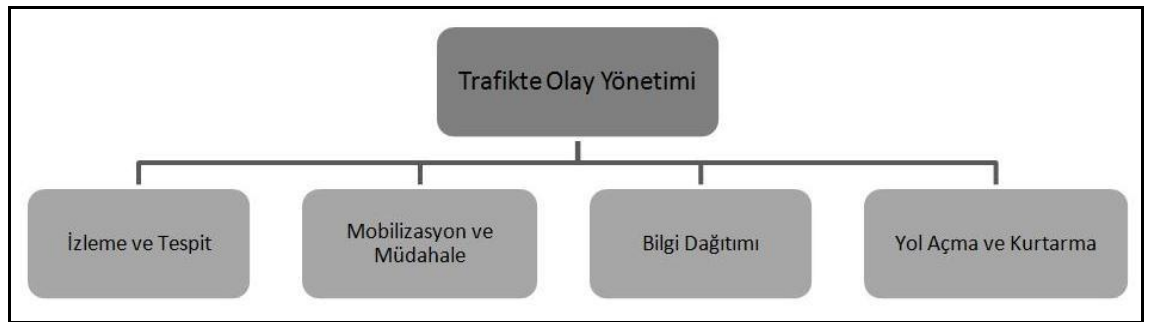 Trafikte Olay Yönetimi
İzleme ve Tespit
Mobilizasyon ve
Müdahale
Bilgi Dağıtımı
Yol Açma ve Kurtarma